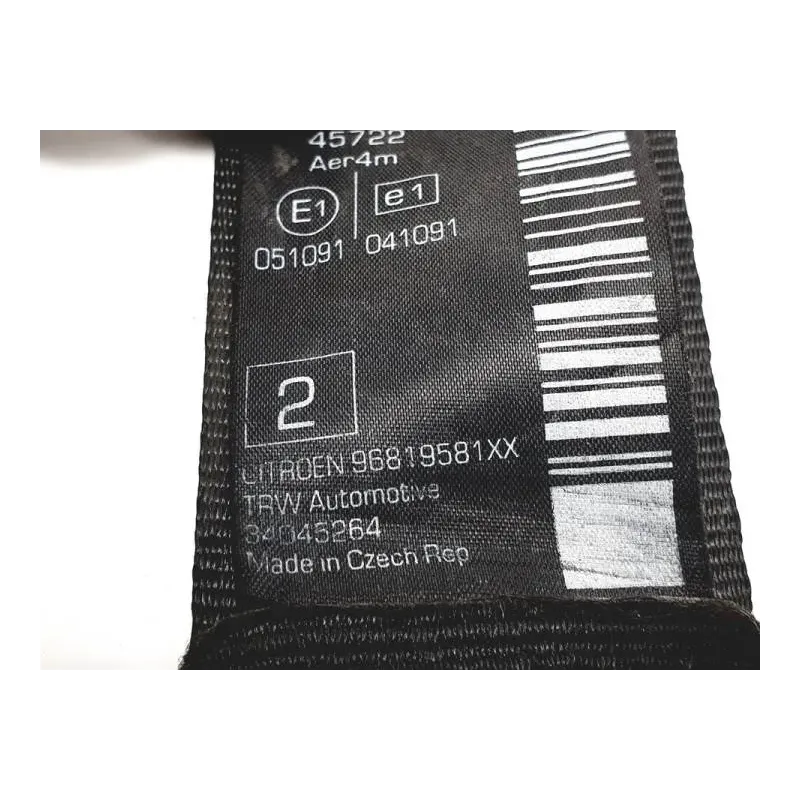 45722
Aer4m
E1 e1
051091 041091
2
CITROEN 96819581XX
TRW Automotive
34045264
Made in Czech Rep